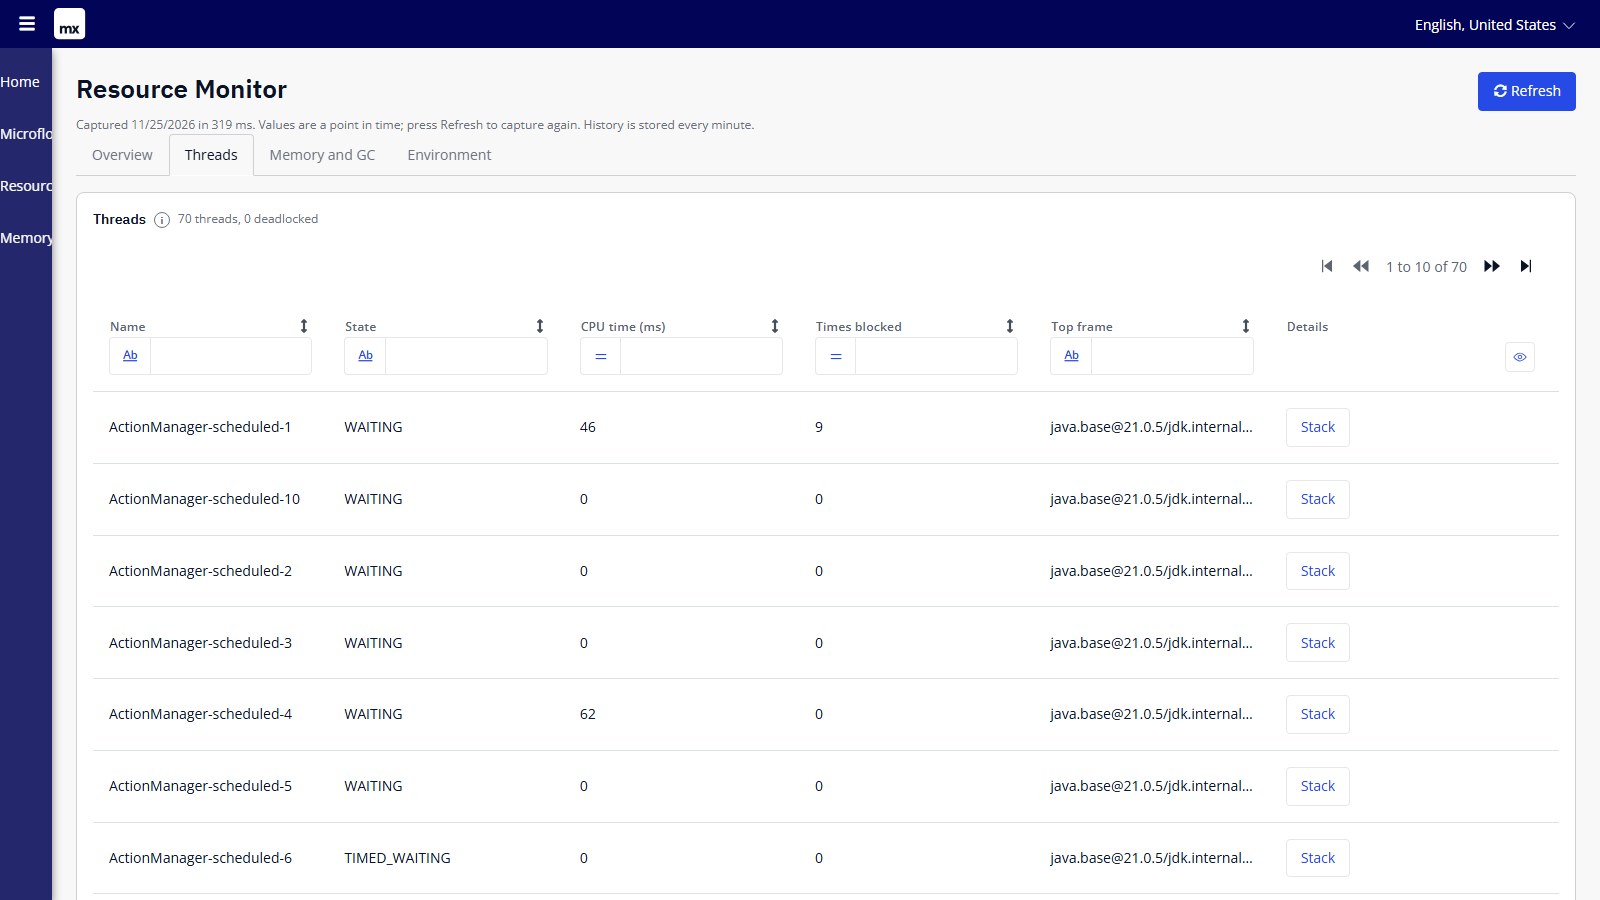 mx
English, United States
Home
Microflo
Resourc
Memory
Resource Monitor
Refresh
Captured 11/25/2026 in 319 ms. Values are a point in time; press Refresh to capture again. History is stored every minute.
Overview Threads Memory and GC Environment
Threads i 70 threads, 0 deadlocked
1 to 10 of 70
Name State CPU time (ms) Times blocked Top frame Details
Ab Ab = = Ab
ActionManager-scheduled-1 WAITING 46 9 java.base@21.0.5/jdk.internal... Stack
ActionManager-scheduled-10 WAITING 0 0 java.base@21.0.5/jdk.internal... Stack
ActionManager-scheduled-2 WAITING 0 0 java.base@21.0.5/jdk.internal... Stack
ActionManager-scheduled-3 WAITING 0 0 java.base@21.0.5/jdk.internal... Stack
ActionManager-scheduled-4 WAITING 62 0 java.base@21.0.5/jdk.internal... Stack
ActionManager-scheduled-5 WAITING 0 0 java.base@21.0.5/jdk.internal... Stack
ActionManager-scheduled-6 TIMED_WAITING 0 0 java.base@21.0.5/jdk.internal... Stack